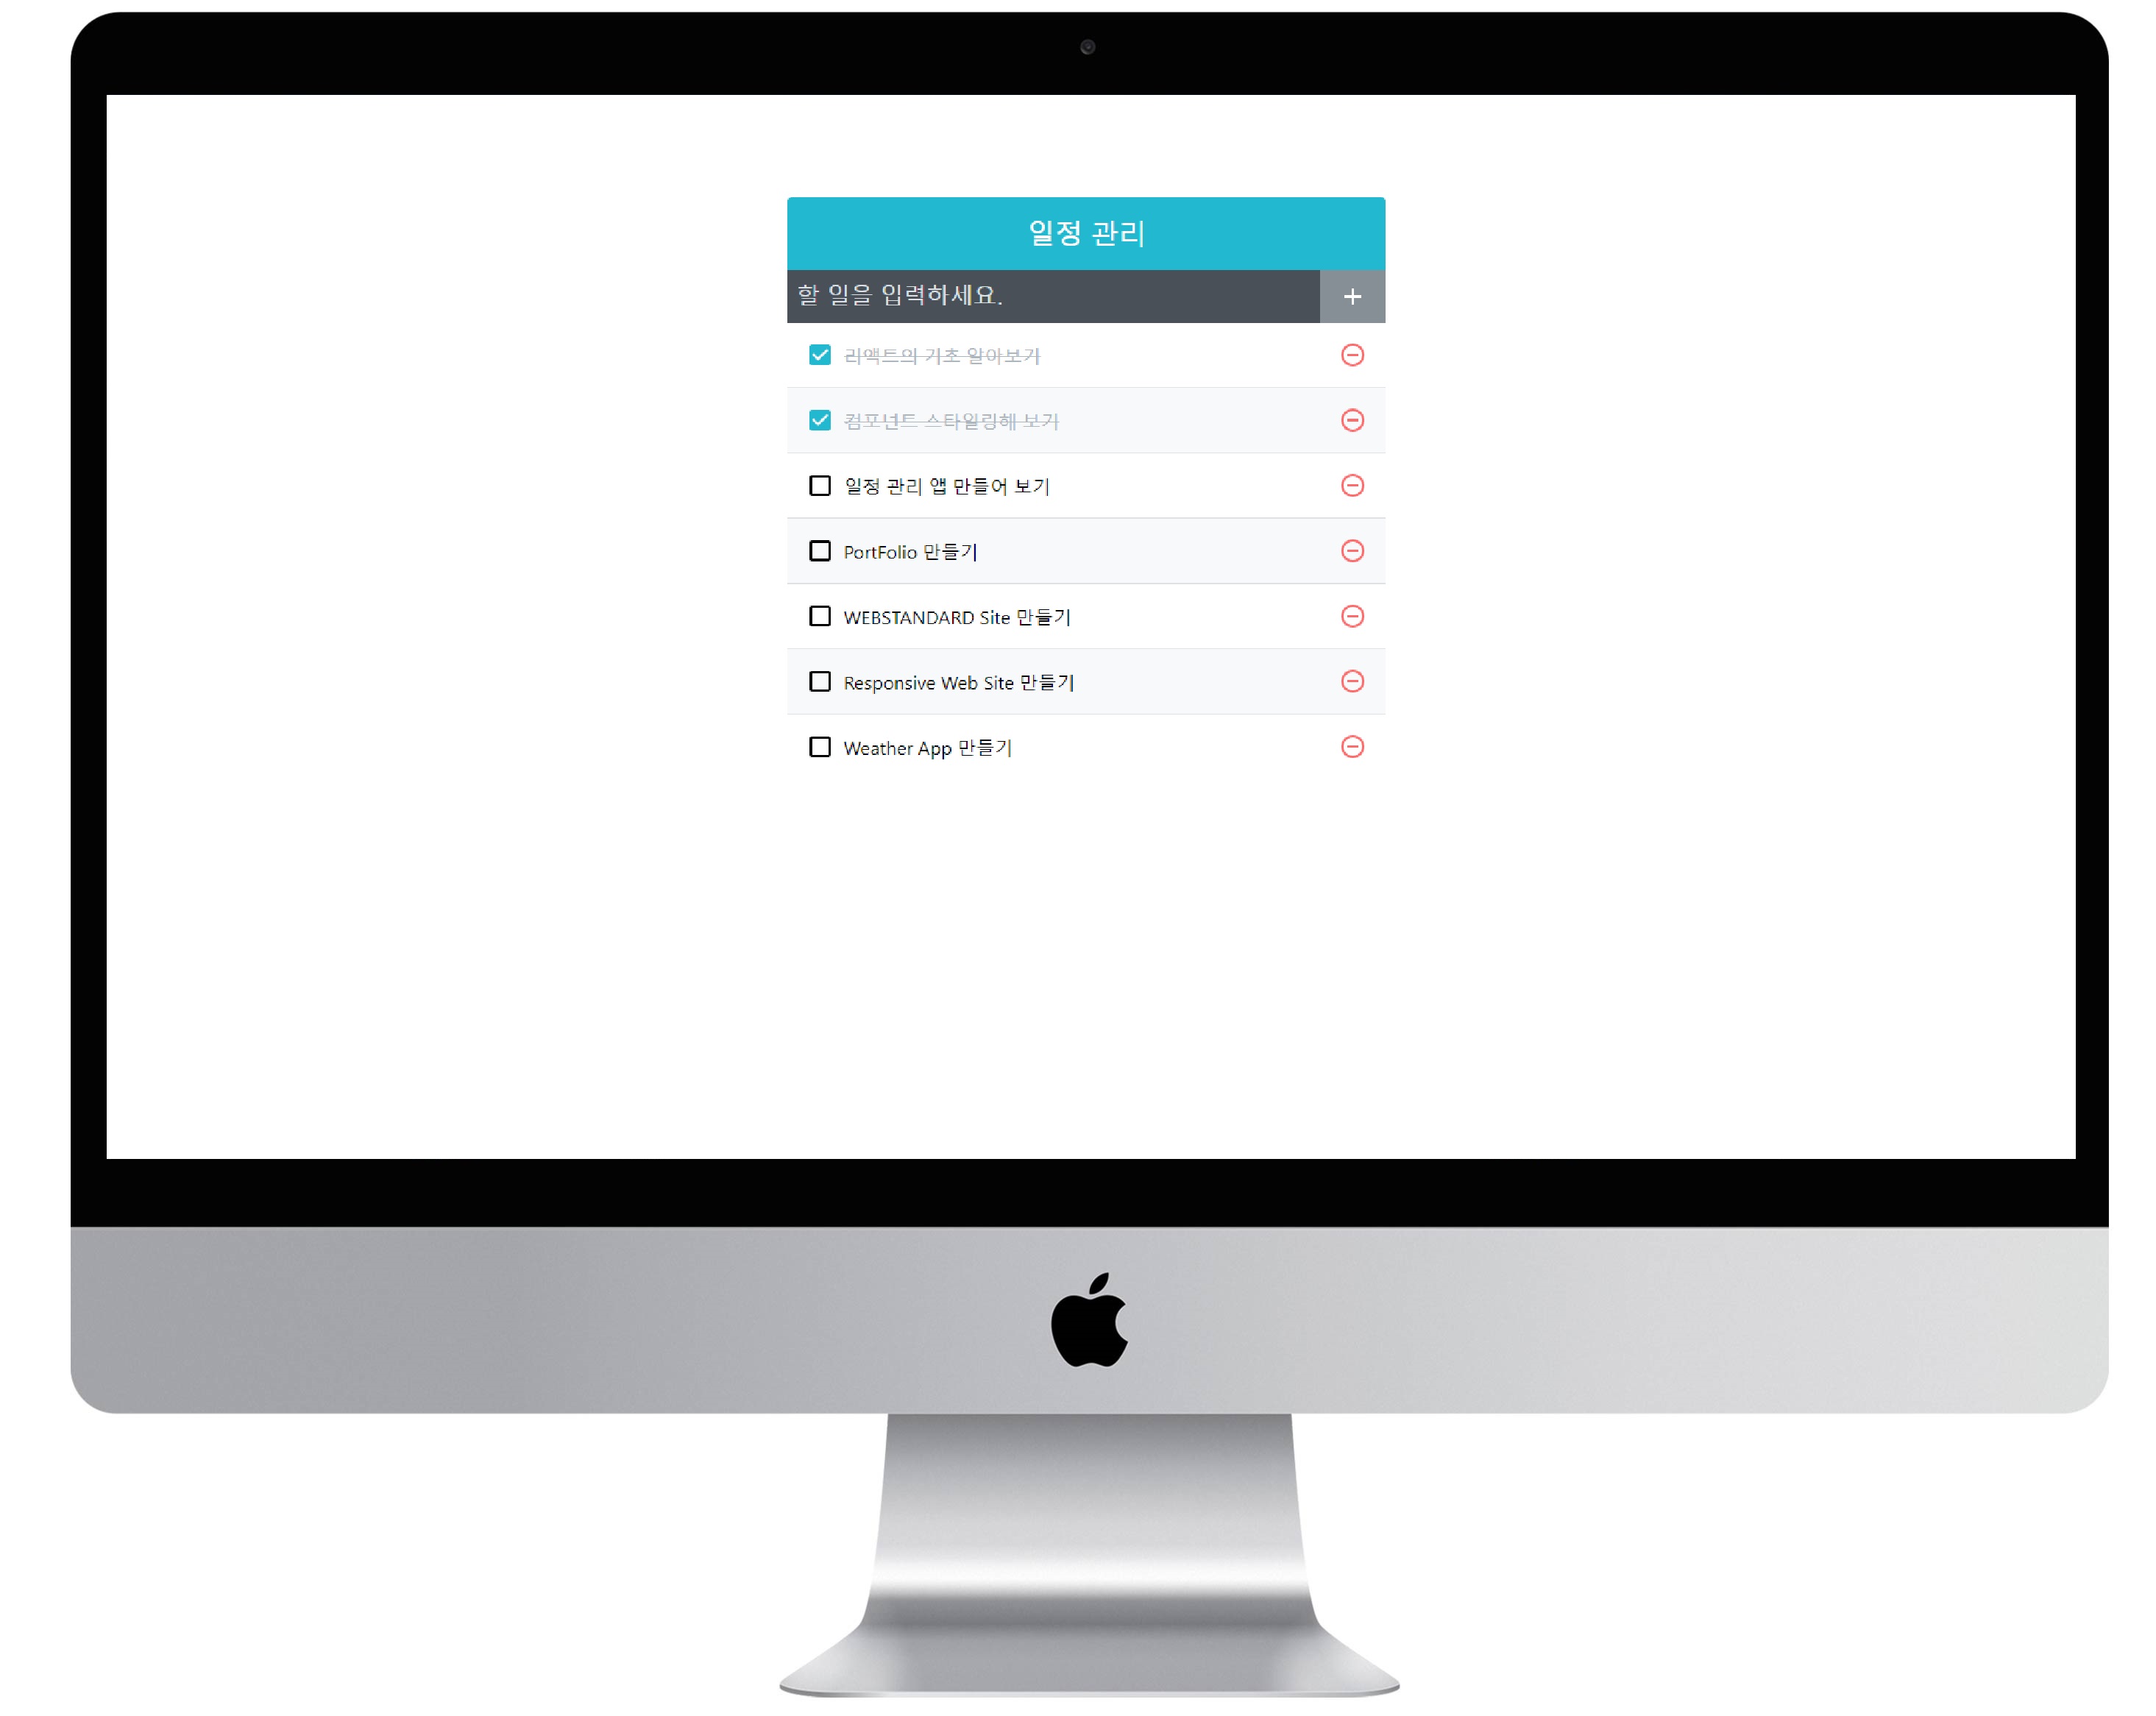 일정 관리
할 일을 입력하세요.
리액트의 기초 알아보기
컴포넌트 스타일링해 보기
일정 관리 앱 만들어 보기
PortFolio 만들기
WEBSTANDARD Site 만들기
Responsive Web Site 만들기
Weather App 만들기